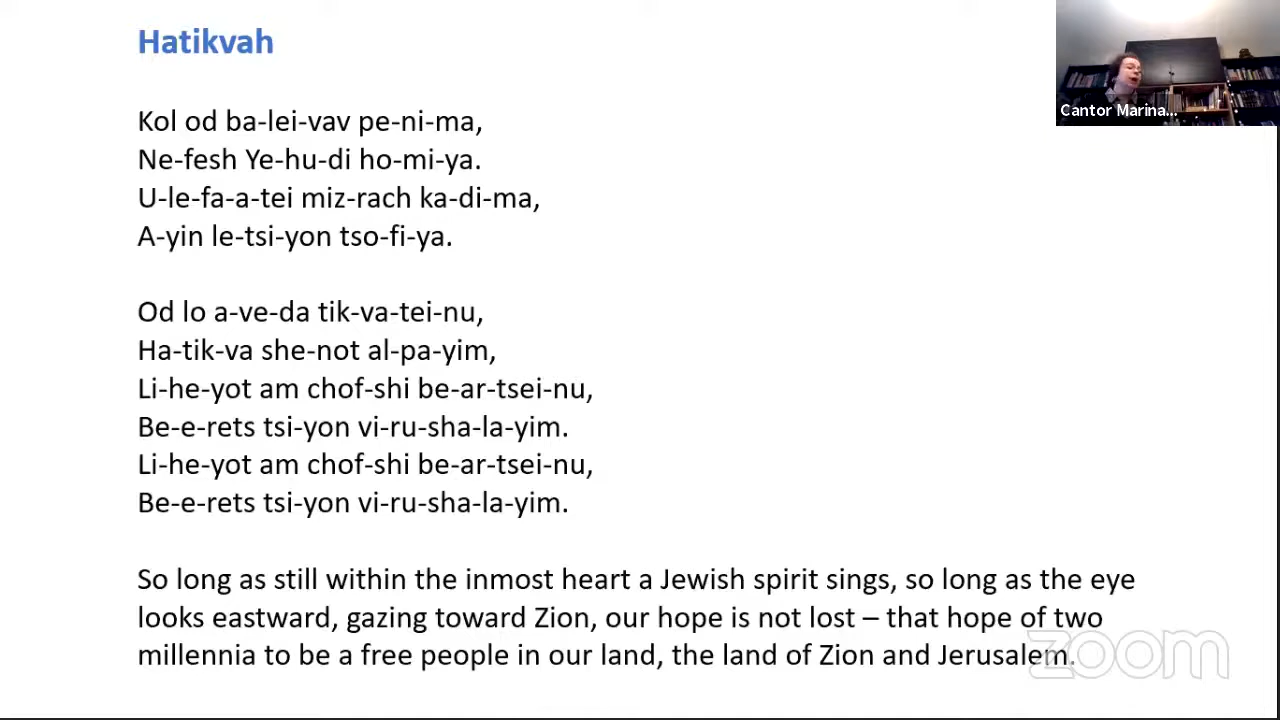 Hatikvah
Cantor Marina...
Kol od ba-lei-vav pe-ni-ma,
Ne-fesh Ye-hu-di ho-mi-ya.
U-le-fa-a-tei miz-rach ka-di-ma,
A-yin le-tsi-yon tso-fi-ya.
Od lo a-ve-da tik-va-tei-nu,
Ha-tik-va she-not al-pa-yim,
Li-he-yot am chof-shi be-ar-tsei-nu,
Be-e-rets tsi-yon vi-ru-sha-la-yim.
Li-he-yot am chof-shi be-ar-tsei-nu,
Be-e-rets tsi-yon vi-ru-sha-la-yim.
So long as still within the inmost heart a Jewish spirit sings, so long as the eye
looks eastward, gazing toward Zion, our hope is not lost – that hope of two
millennia to be a free people in our land, the land of Zion and Jerusalem.
zoom